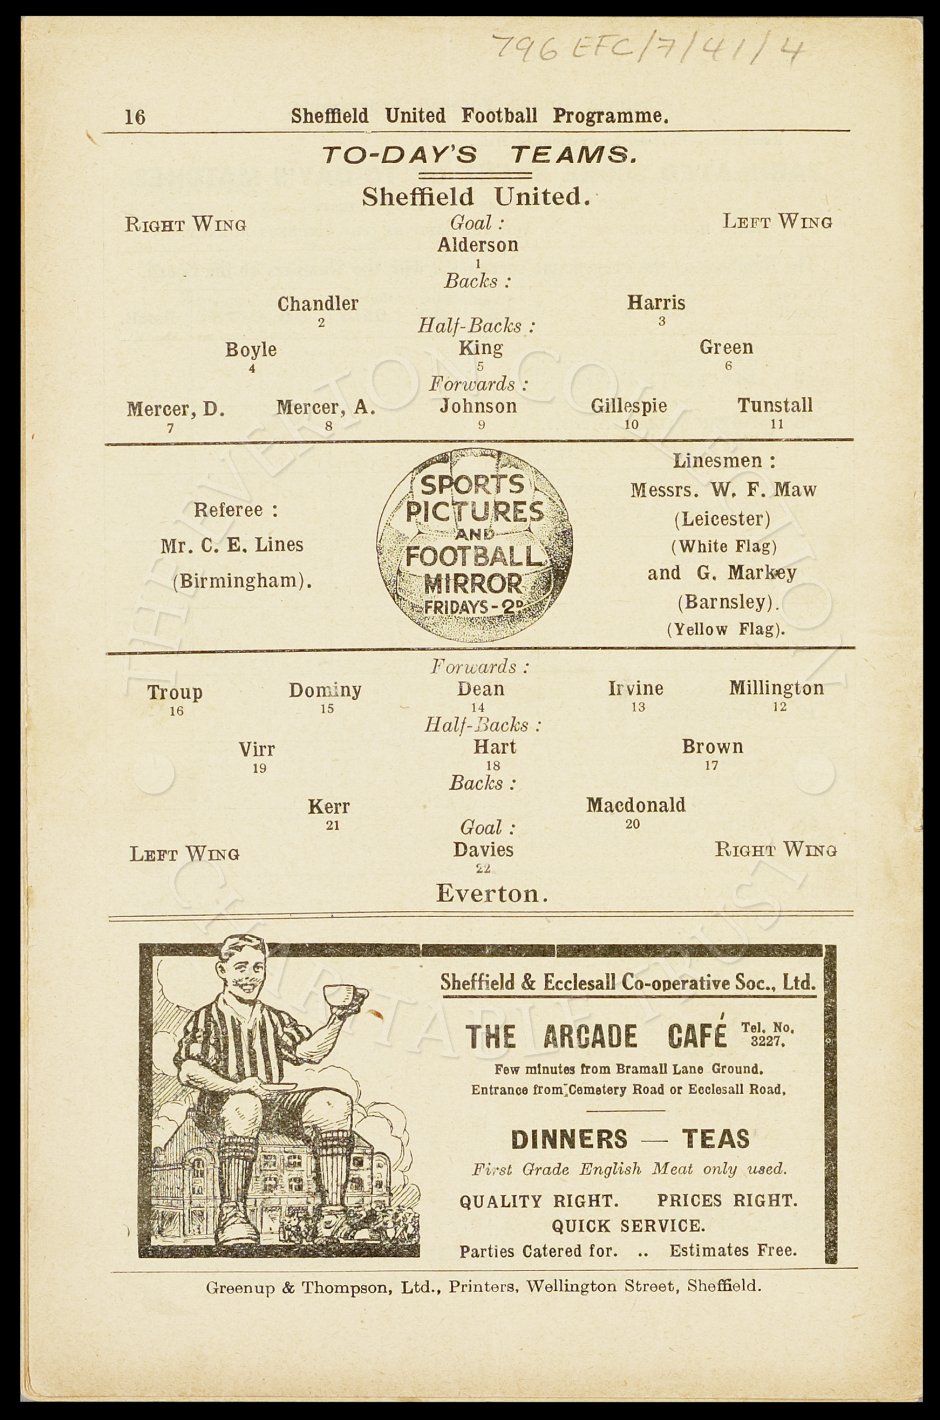 796 EFC/7/41/4
16 Sheffield United Football Programme.
TO-DAY'S TEAMS.
Sheffield United.
RIGHT WING Goal : LEFT WING
Alderson
1
Backs :
Chandler Harris
2 3
Half-Backs :
Boyle King Green
4 5 6
Forwards :
Mercer, D. Mercer, A. Johnson Gillespie Tunstall
7 8 9 10 11
Referee :
Mr. C. E. Lines
(Birmingham).
SPORTS
PICTURES
AND
FOOTBALL
MIRROR
FRIDAYS - 2D
Linesmen :
Messrs. W. F. Maw
(Leicester)
(White Flag)
and G. Markey
(Barnsley).
(Yellow Flag).
Forwards :
Troup Dominy Dean Irvine Millington
16 15 14 13 12
Half-Backs :
Virr Hart Brown
19 18 17
Backs :
Kerr Macdonald
21 20
Goal :
LEFT WING Davies RIGHT WING
22
Everton.
Sheffield & Ecclesall Co-operative Soc., Ltd.
THE ARCADE CAFÉ Tel. No. 3227.
Few minutes from Bramall Lane Ground.
Entrance from Cemetery Road or Ecclesall Road.
DINNERS — TEAS
First Grade English Meat only used.
QUALITY RIGHT. PRICES RIGHT.
QUICK SERVICE.
Parties Catered for. .. Estimates Free.
Greenup & Thompson, Ltd., Printers, Wellington Street, Sheffield.
THE EVERTON COLLECTION
CHARITABLE TRUST